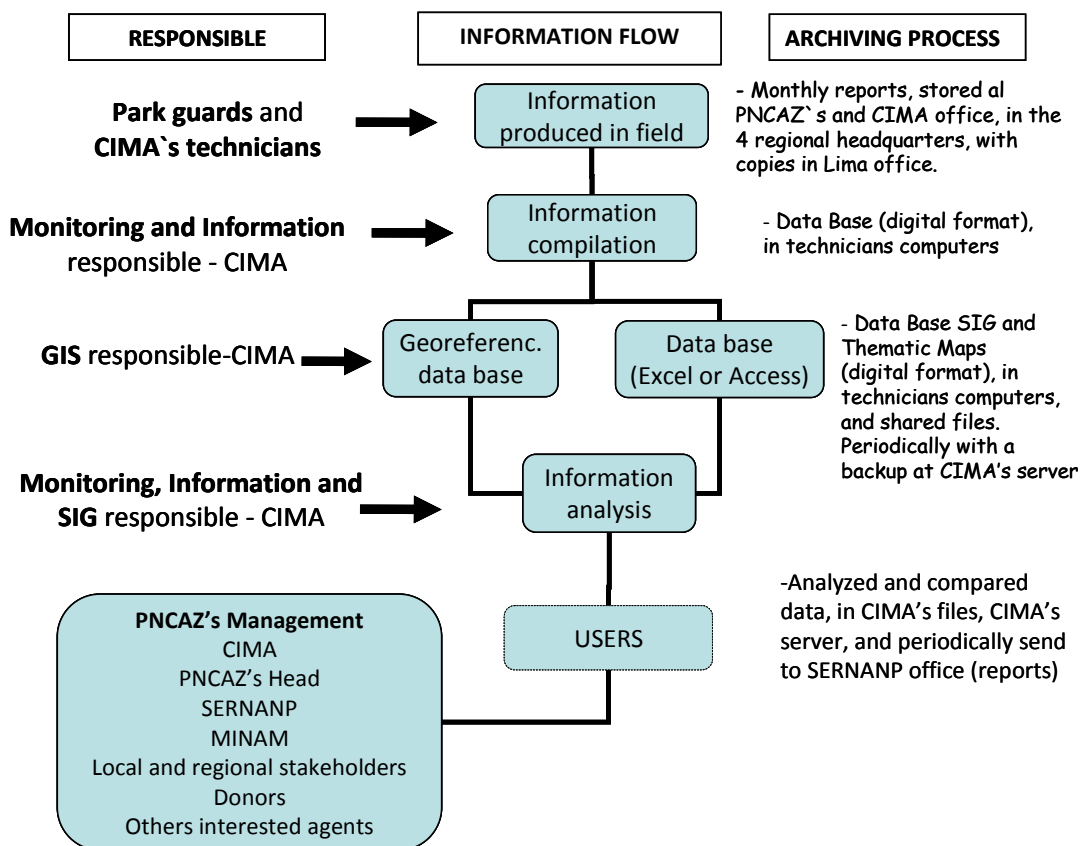 RESPONSIBLE
INFORMATION FLOW
ARCHIVING PROCESS
Park guards and
CIMA`s technicians
Information
produced in field
- Monthly reports, stored al
PNCAZ`s and CIMA office, in the
4 regional headquarters, with
copies in Lima office.
Monitoring and Information
responsible - CIMA
Information
compilation
- Data Base (digital format),
in technicians computers
GIS responsible-CIMA
Georeferenc.
data base
Data base
(Excel or Access)
- Data Base SIG and
Thematic Maps
(digital format), in
technicians computers,
and shared files.
Periodically with a
backup at CIMA’s server
Monitoring, Information and
SIG responsible - CIMA
Information
analysis
PNCAZ’s Management
CIMA
PNCAZ’s Head
SERNANP
MINAM
Local and regional stakeholders
Donors
Others interested agents
USERS
-Analyzed and compared
data, in CIMA’s files, CIMA’s
server, and periodically send
to SERNANP office (reports)